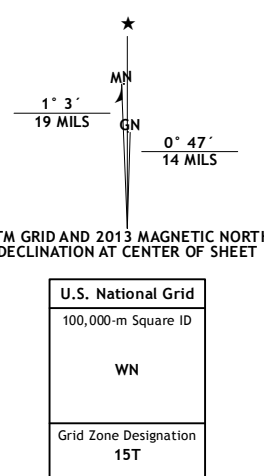 ★
MN
1° 3´
19 MILS
GN
0° 47´
14 MILS
TM GRID AND 2013 MAGNETIC NORTH
DECLINATION AT CENTER OF SHEET
U.S. National Grid
100,000-m Square ID
WN
Grid Zone Designation
15T